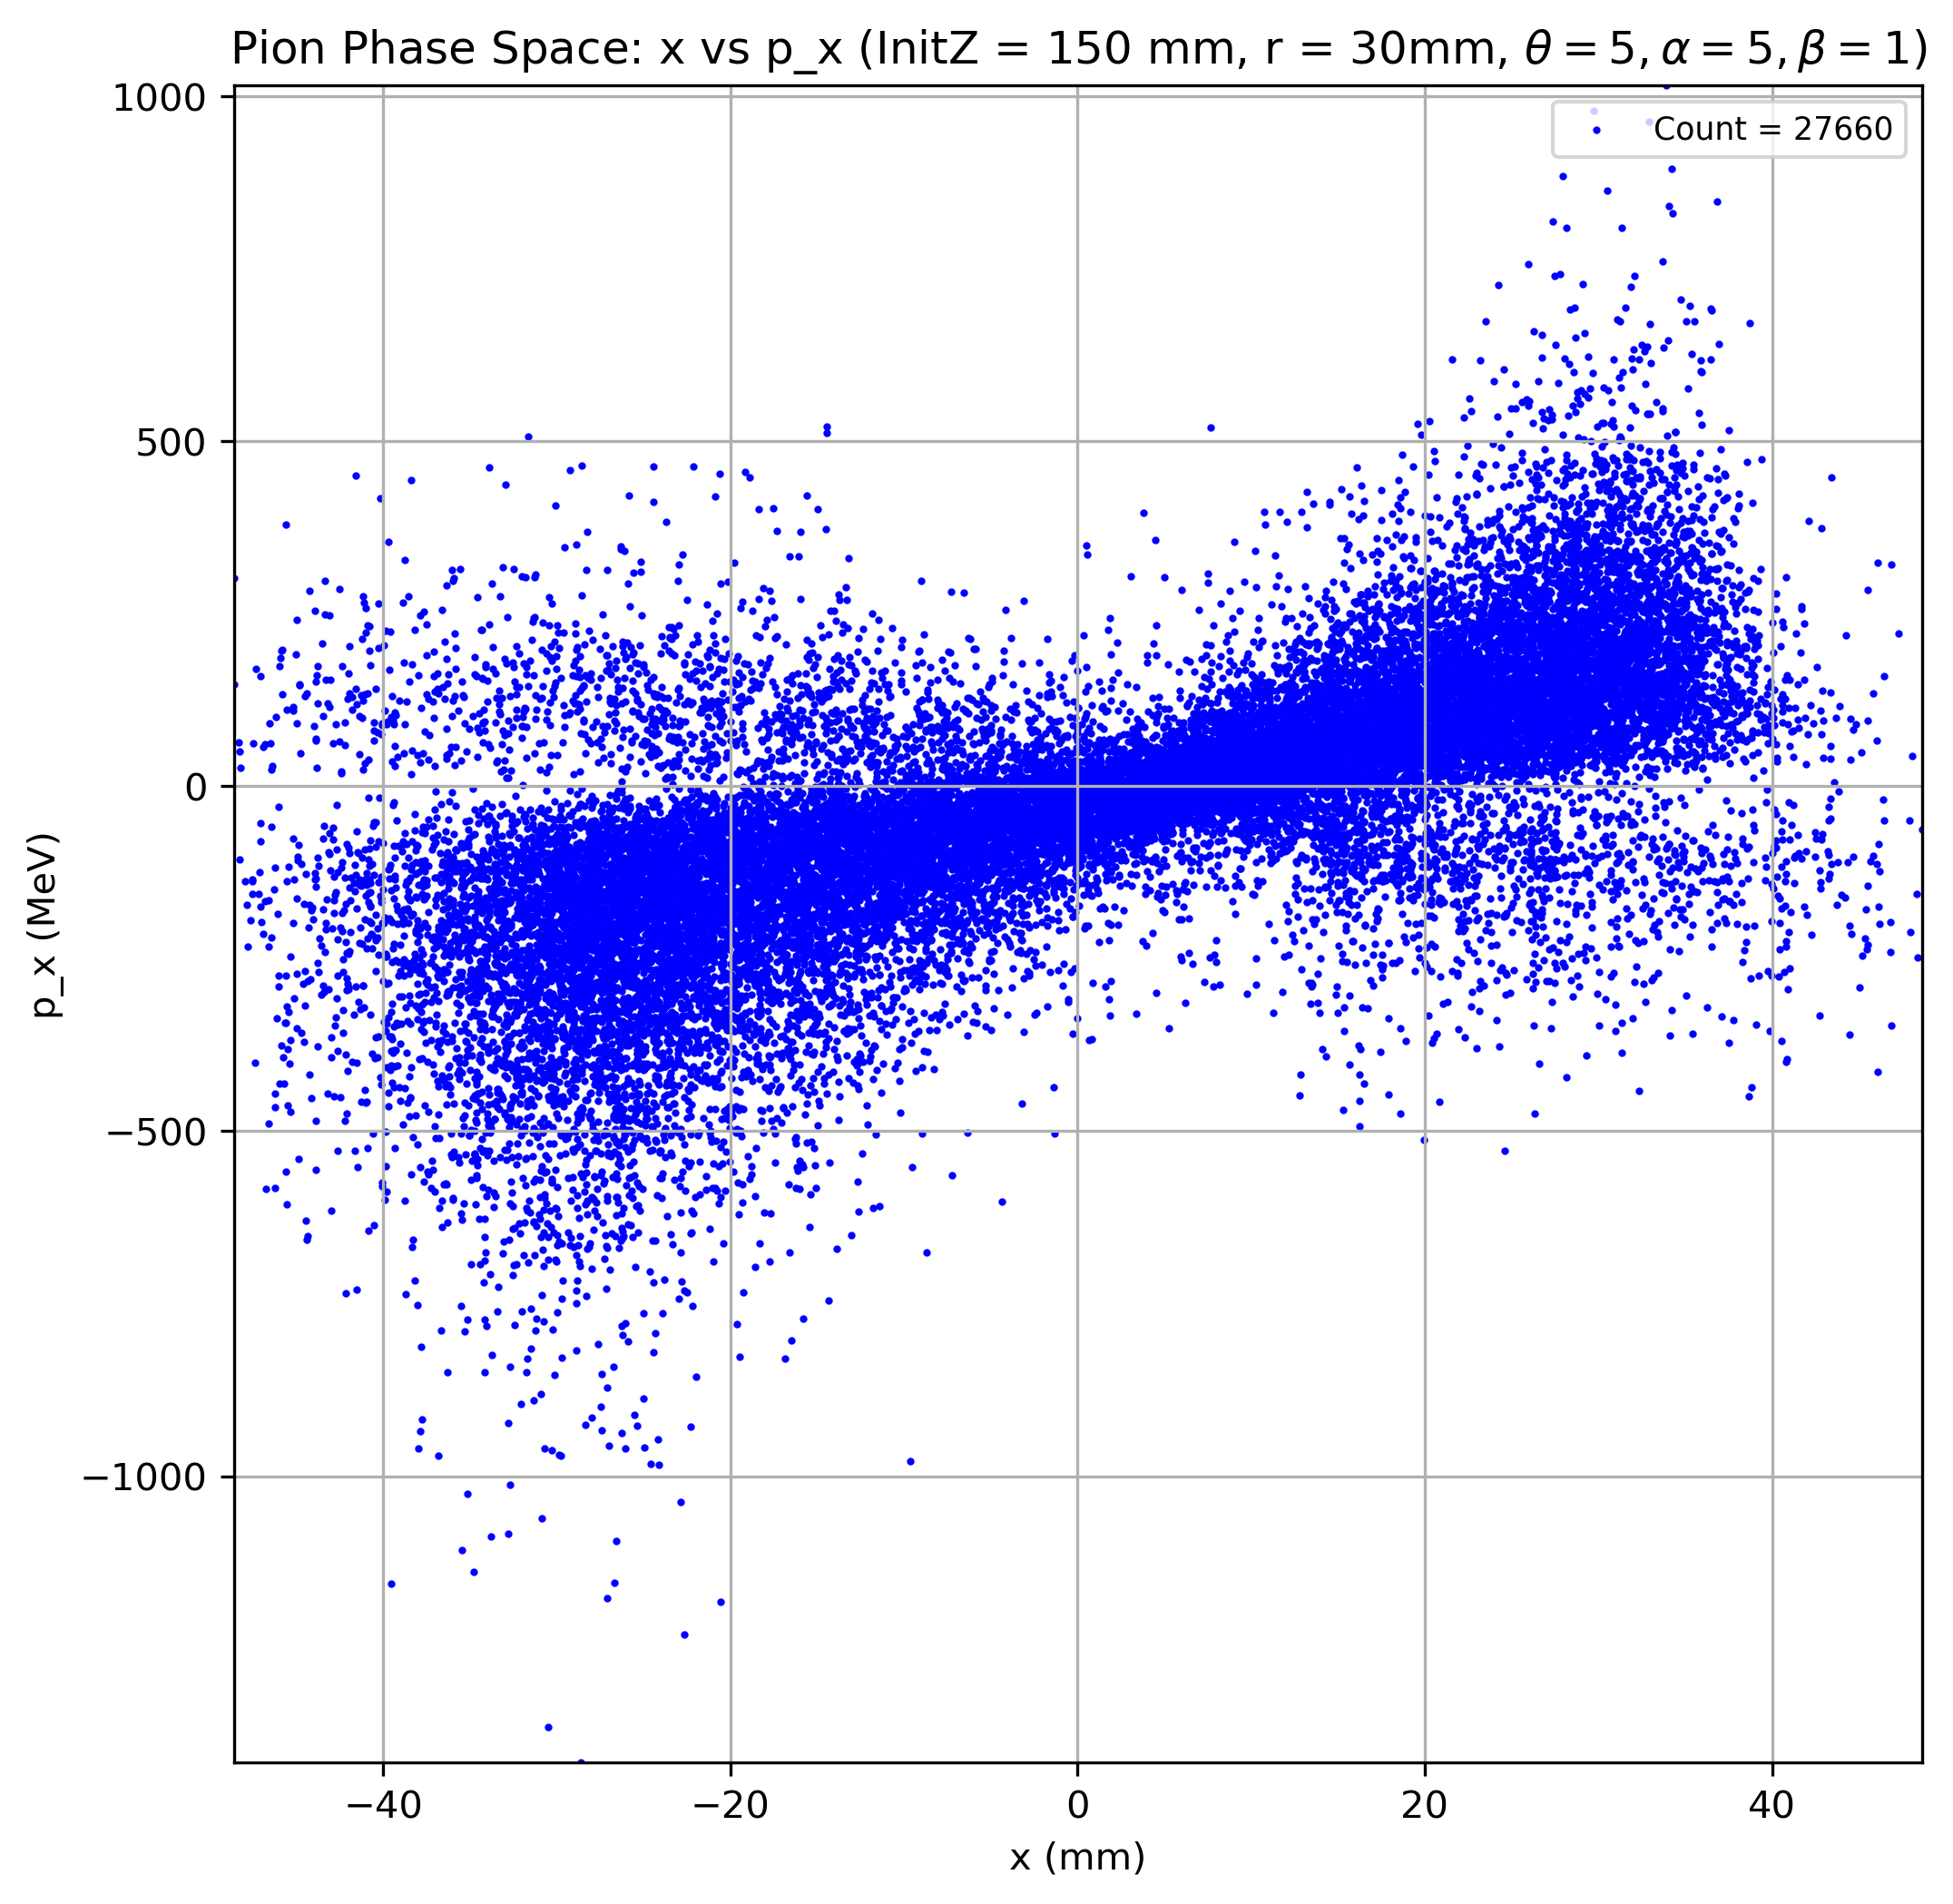 Pion Phase Space: x vs p_x (InitZ = 150 mm, r = 30mm, θ = 5, α = 5, β = 1)
Count = 27660
1000
500
0
−500
−1000
p_x (MeV)
−40 −20 0 20 40
x (mm)